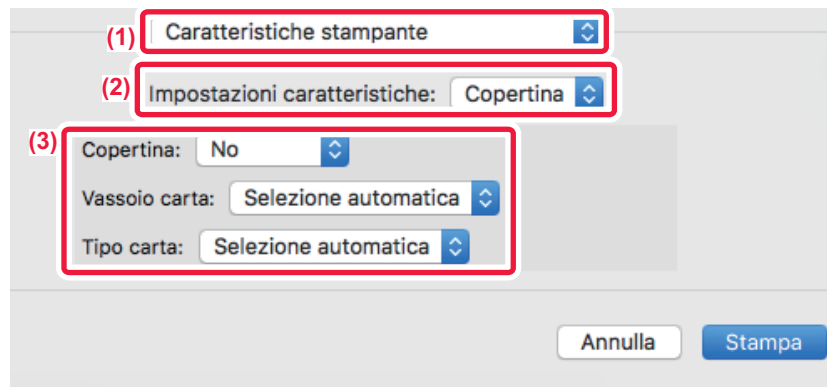 (1) Caratteristiche stampante
(2) Impostazioni caratteristiche: Copertina
(3) Copertina: No
Vassoio carta: Selezione automatica
Tipo carta: Selezione automatica
Annulla Stampa